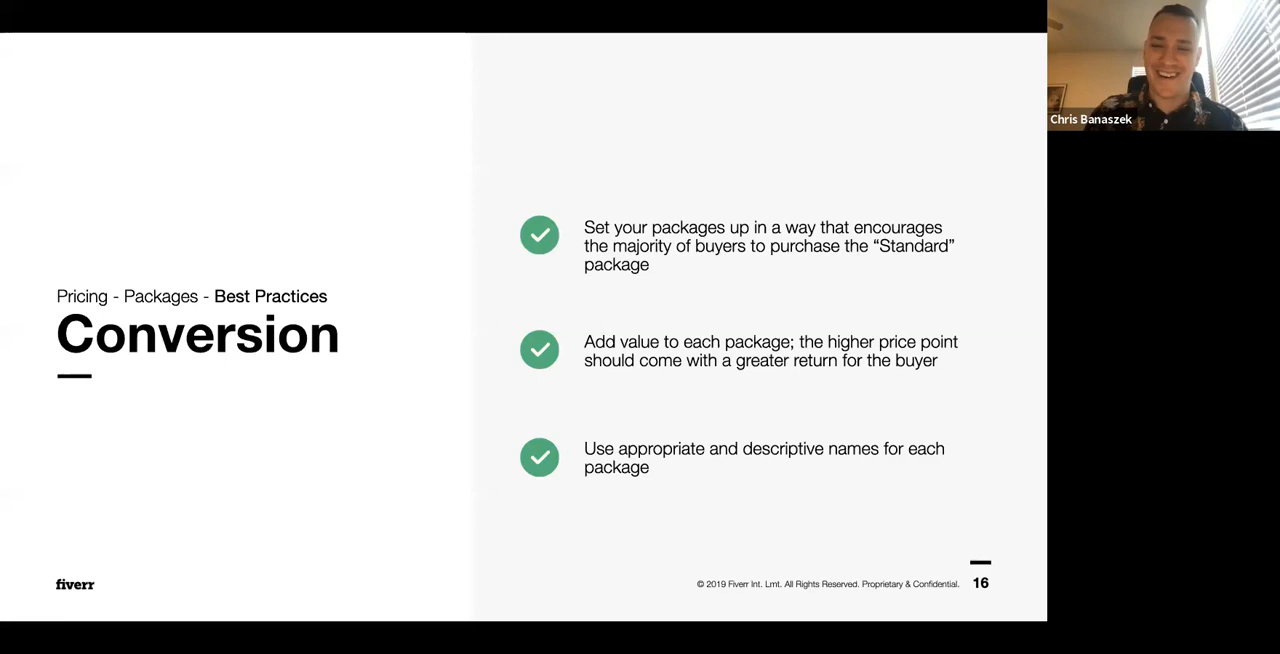 Chris Banaszek
Set your packages up in a way that encourages
the majority of buyers to purchase the “Standard”
package
Pricing - Packages - Best Practices
Conversion
Add value to each package; the higher price point
should come with a greater return for the buyer
Use appropriate and descriptive names for each
package
fiverr
© 2019 Fiverr Int. Lmt. All Rights Reserved. Proprietary & Confidential.
16